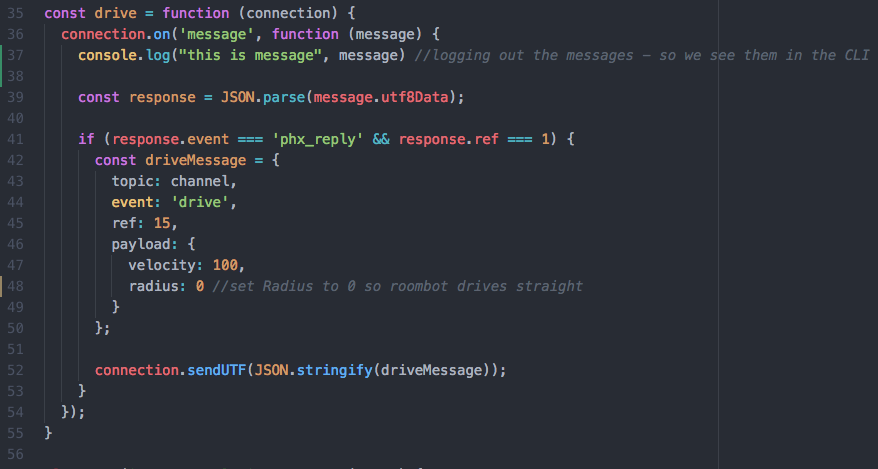 35 const drive = function (connection) {
36 connection.on('message', function (message) {
37 console.log("this is message", message) //logging out the messages – so we see them in the CLI
38
39 const response = JSON.parse(message.utf8Data);
40
41 if (response.event === 'phx_reply' && response.ref === 1) {
42 const driveMessage = {
43 topic: channel,
44 event: 'drive',
45 ref: 15,
46 payload: {
47 velocity: 100,
48 radius: 0 //set Radius to 0 so roombot drives straight
49 }
50 };
51
52 connection.sendUTF(JSON.stringify(driveMessage));
53 }
54 });
55 }
56